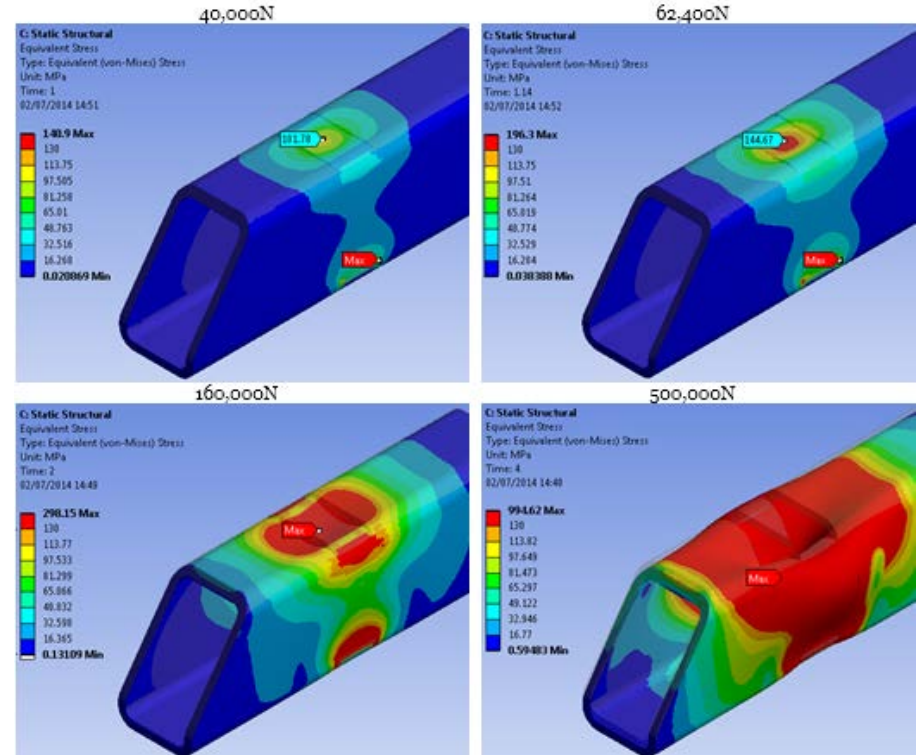 40,000N
C: Static Structural
Equivalent Stress
Type: Equivalent (von-Mises) Stress
Unit: MPa
Time: 1
02/07/2014 14:51
140.9 Max
130
113.75
97.505
81.258
65.01
48.763
32.516
16.268
0.020869 Min
101.78
Max
62,400N
C: Static Structural
Equivalent Stress
Type: Equivalent (von-Mises) Stress
Unit: MPa
Time: 1.14
02/07/2014 14:52
196.3 Max
130
113.75
97.51
81.264
65.019
48.774
32.529
16.284
0.038388 Min
144.67
Max
160,000N
C: Static Structural
Equivalent Stress
Type: Equivalent (von-Mises) Stress
Unit: MPa
Time: 2
02/07/2014 14:49
298.15 Max
130
113.77
97.533
81.299
65.066
48.832
32.598
16.365
0.13109 Min
Max
500,000N
C: Static Structural
Equivalent Stress
Type: Equivalent (von-Mises) Stress
Unit: MPa
Time: 4
02/07/2014 14:48
994.62 Max
130
113.82
97.649
81.473
65.297
49.122
32.946
16.77
0.59483 Min
Max